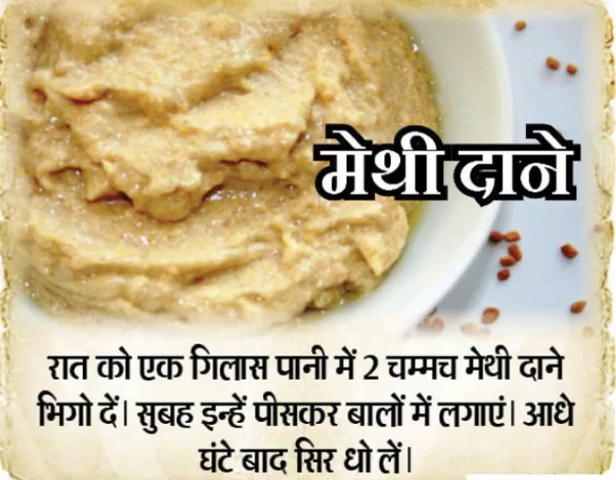 मेथी दाने
रात को एक गिलास पानी में 2 चम्मच मेथी दाने
भिगो दें। सुबह इन्हें पीसकर बालों में लगाएं। आधे
घंटे बाद सिर धो लें।